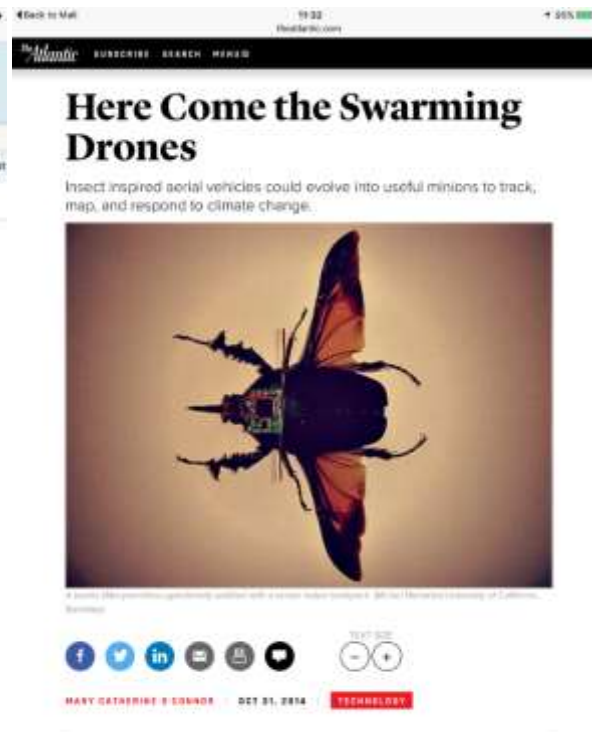 Back to Mail
19:32
theatlantic.com
95%
The Atlantic SUBSCRIBE SEARCH MENU
Here Come the Swarming
Drones
Insect inspired aerial vehicles could evolve into useful minions to track,
map, and respond to climate change.
TEXT SIZE
MARY CATHERINE O'CONNOR OCT 31, 2014 TECHNOLOGY